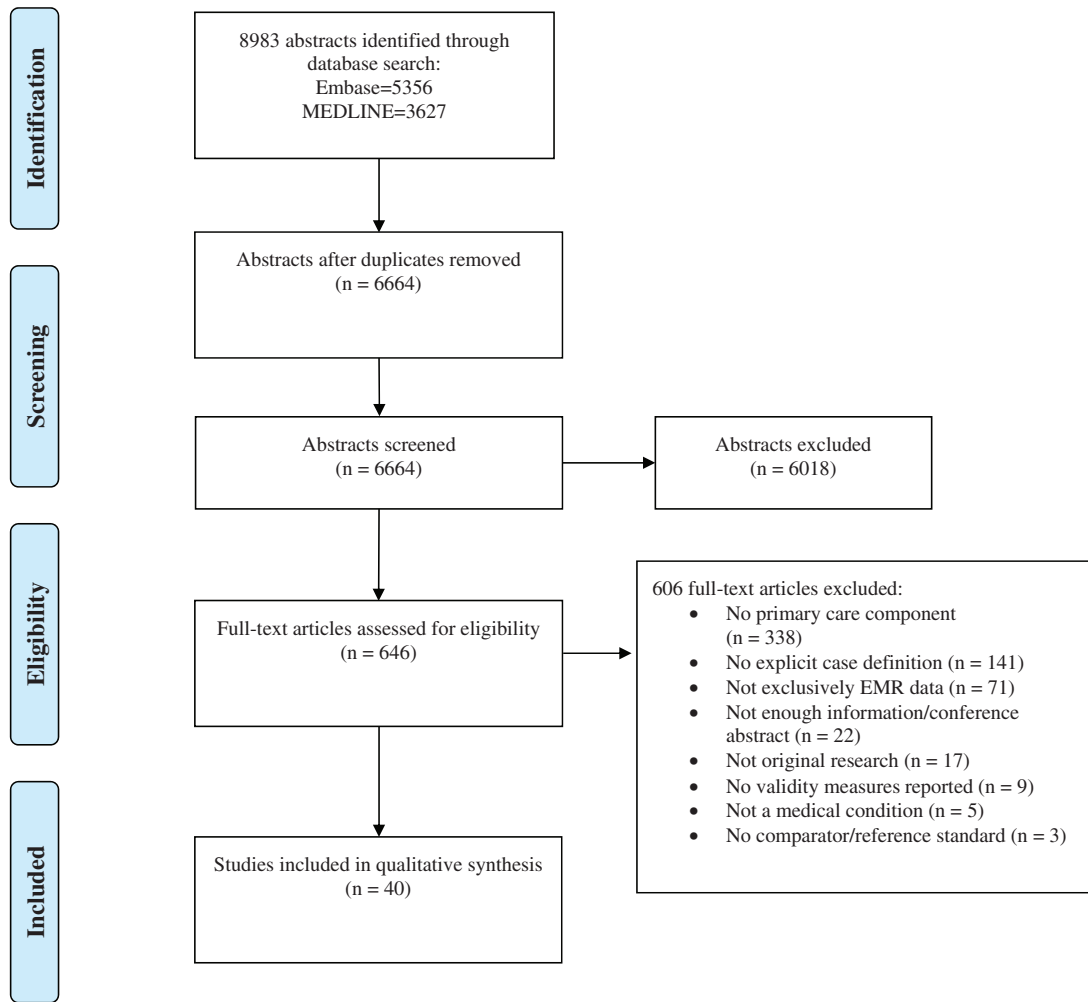 Identification
8983 abstracts identified through
database search:
Embase=5356
MEDLINE=3627
Screening
Abstracts after duplicates removed
(n = 6664)
Abstracts screened
(n = 6664)
Abstracts excluded
(n = 6018)
Eligibility
Full-text articles assessed for eligibility
(n = 646)
606 full-text articles excluded:
• No primary care component
(n = 338)
• No explicit case definition (n = 141)
• Not exclusively EMR data (n = 71)
• Not enough information/conference
abstract (n = 22)
• Not original research (n = 17)
• No validity measures reported (n = 9)
• Not a medical condition (n = 5)
• No comparator/reference standard (n = 3)
Included
Studies included in qualitative synthesis
(n = 40)